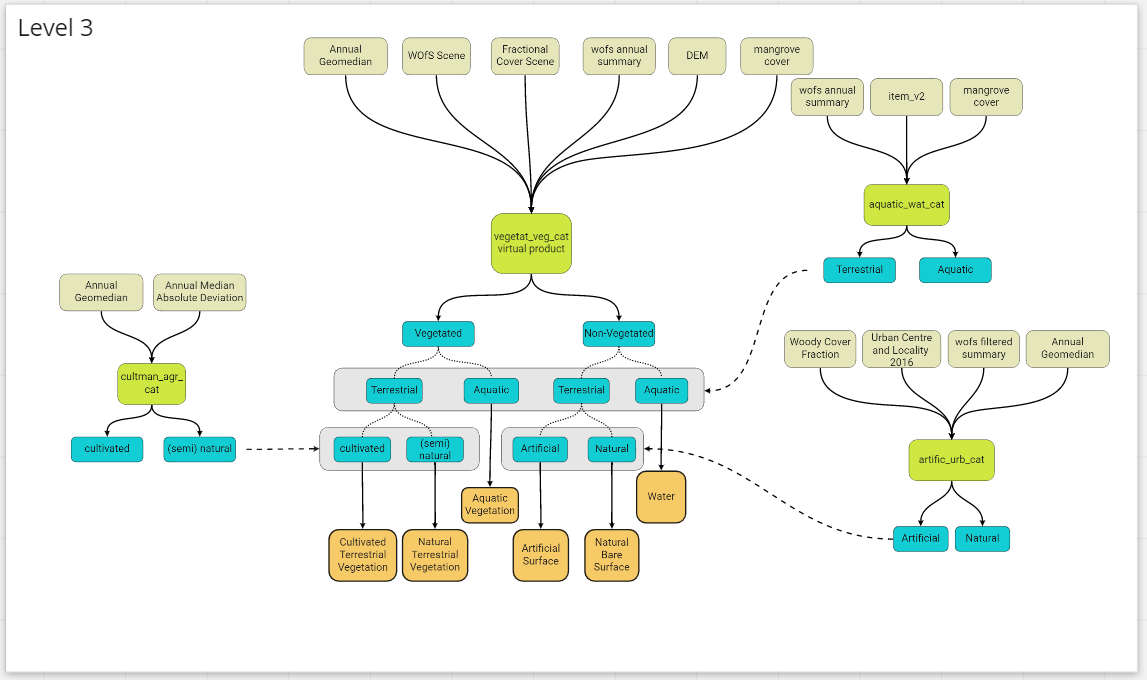 Level 3
Annual
Geomedian
WOfS Scene
Fractional
Cover Scene
wofs annual
summary
DEM
mangrove
cover
wofs annual
summary
item_v2
mangrove
cover
aquatic_wat_cat
Terrestrial
Aquatic
vegetat_veg_cat
virtual product
Annual
Geomedian
Annual Median
Absolute Deviation
cultman_agr_
cat
cultivated
(semi) natural
Vegetated
Non-Vegetated
Terrestrial
Aquatic
Terrestrial
Aquatic
cultivated
(semi)
natural
Artificial
Natural
Aquatic
Vegetation
Water
Cultivated
Terrestrial
Vegetation
Natural
Terrestrial
Vegetation
Artificial
Surface
Natural
Bare
Surface
Woody Cover
Fraction
Urban Centre
and Locality
2016
wofs filtered
summary
Annual
Geomedian
artific_urb_cat
Artificial
Natural